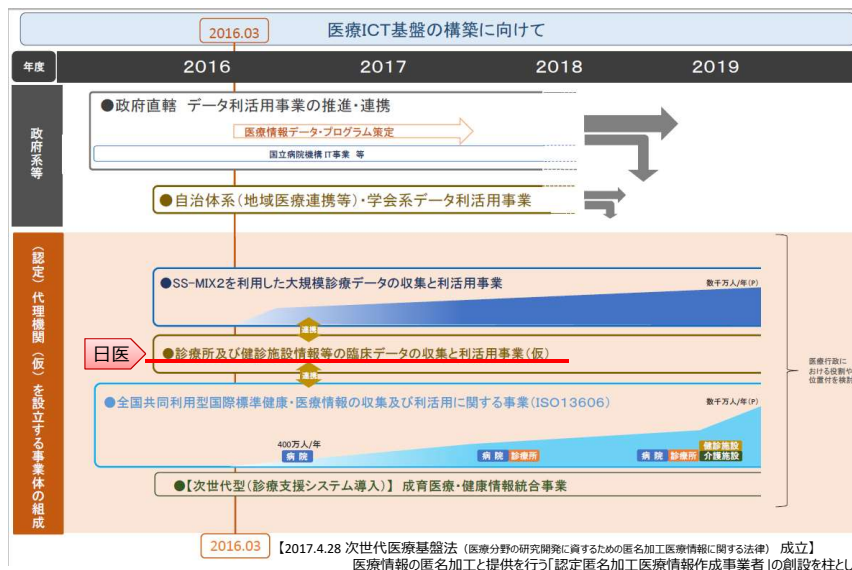 医療ICT基盤の構築に向けて
2016.03
年度 2016 2017 2018 2019
政府系等
●政府直轄 データ利活用事業の推進・連携
医療情報データ・プログラム策定
国立病院機構 IT事業 等
●自治体系(地域医療連携等)・学会系データ利活用事業
(認定)代理機関(仮)を設立する事業体の組成
●SS-MIX2を利用した大規模診療データの収集と利活用事業
数千万人/年(P)
連携
日医
●診療所及び健診施設情報等の臨床データの収集と利活用事業(仮)
連携
医療行政に
おける役割や
位置付を検討
●全国共同利用型国際標準健康・医療情報の収集及び利活用に関する事業(ISO13606)
数千万人/年(P)
400万人/年
病院
病院 診療所
健診施設
病院 診療所 介護施設
●【次世代型(診療支援システム導入)】 成育医療・健康情報統合事業
2016.03
【2017.4.28 次世代医療基盤法 (医療分野の研究開発に資するための匿名加工医療情報に関する法律) 成立】
医療情報の匿名加工と提供を行う「認定匿名加工医療情報作成事業者」の創設を柱とし